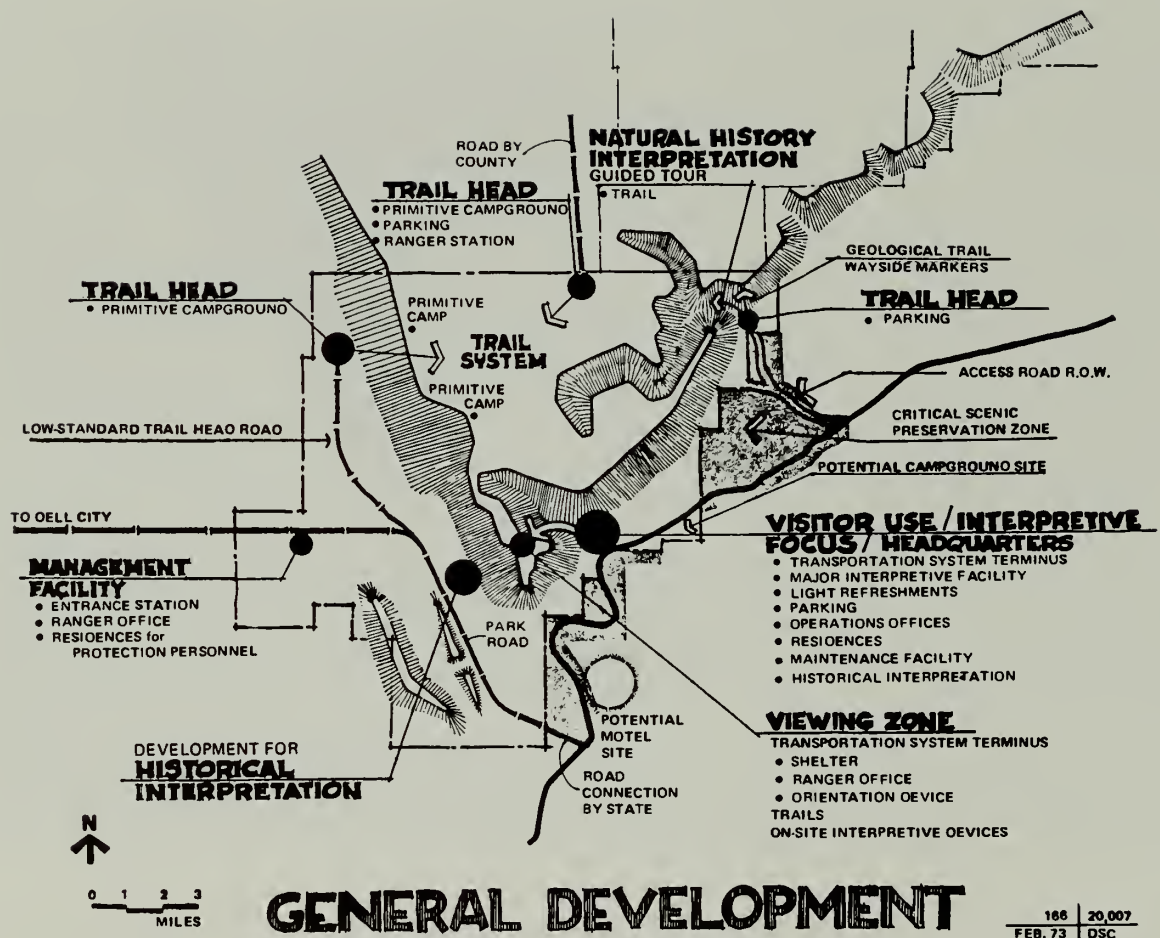 ROAD BY
COUNTY
NATURAL HISTORY
INTERPRETATION
GUIDED TOUR
• TRAIL
TRAIL HEAD
• PRIMITIVE CAMPGROUND
• PARKING
• RANGER STATION
GEOLOGICAL TRAIL
WAYSIDE MARKERS
TRAIL HEAD
• PRIMITIVE CAMPGROUND
PRIMITIVE
CAMP
TRAIL HEAD
• PARKING
TRAIL
SYSTEM
ACCESS ROAD R.O.W.
PRIMITIVE
CAMP
CRITICAL SCENIC
PRESERVATION ZONE
LOW-STANDARD TRAIL HEAO ROAO
POTENTIAL CAMPGROUND SITE
TO OELL CITY
VISITOR USE / INTERPRETIVE
FOCUS / HEADQUARTERS
• TRANSPORTATION SYSTEM TERMINUS
• MAJOR INTERPRETIVE FACILITY
• LIGHT REFRESHMENTS
• PARKING
• OPERATIONS OFFICES
• RESIOENCES
• MAINTENANCE FACILITY
• HISTORICAL INTERPRETATION
MANAGEMENT
FACILITY
• ENTRANCE STATION
• RANGER OFFICE
• RESIOENCES for
PROTECTION PERSONNEL
PARK
ROAD
POTENTIAL
MOTEL
SITE
VIEWING ZONE
TRANSPORTATION SYSTEM TERMINUS
• SHELTER
• RANGER OFFICE
• ORIENTATION OEVICE
TRAILS
ON-SITE INTERPRETIVE OEVICES
DEVELOPMENT FOR
HISTORICAL
INTERPRETATION
ROAD
CONNECTION
BY STATE
N
0 1 2 3
MILES
GENERAL DEVELOPMENT
166 | 20,007
FEB. 73 | DSC